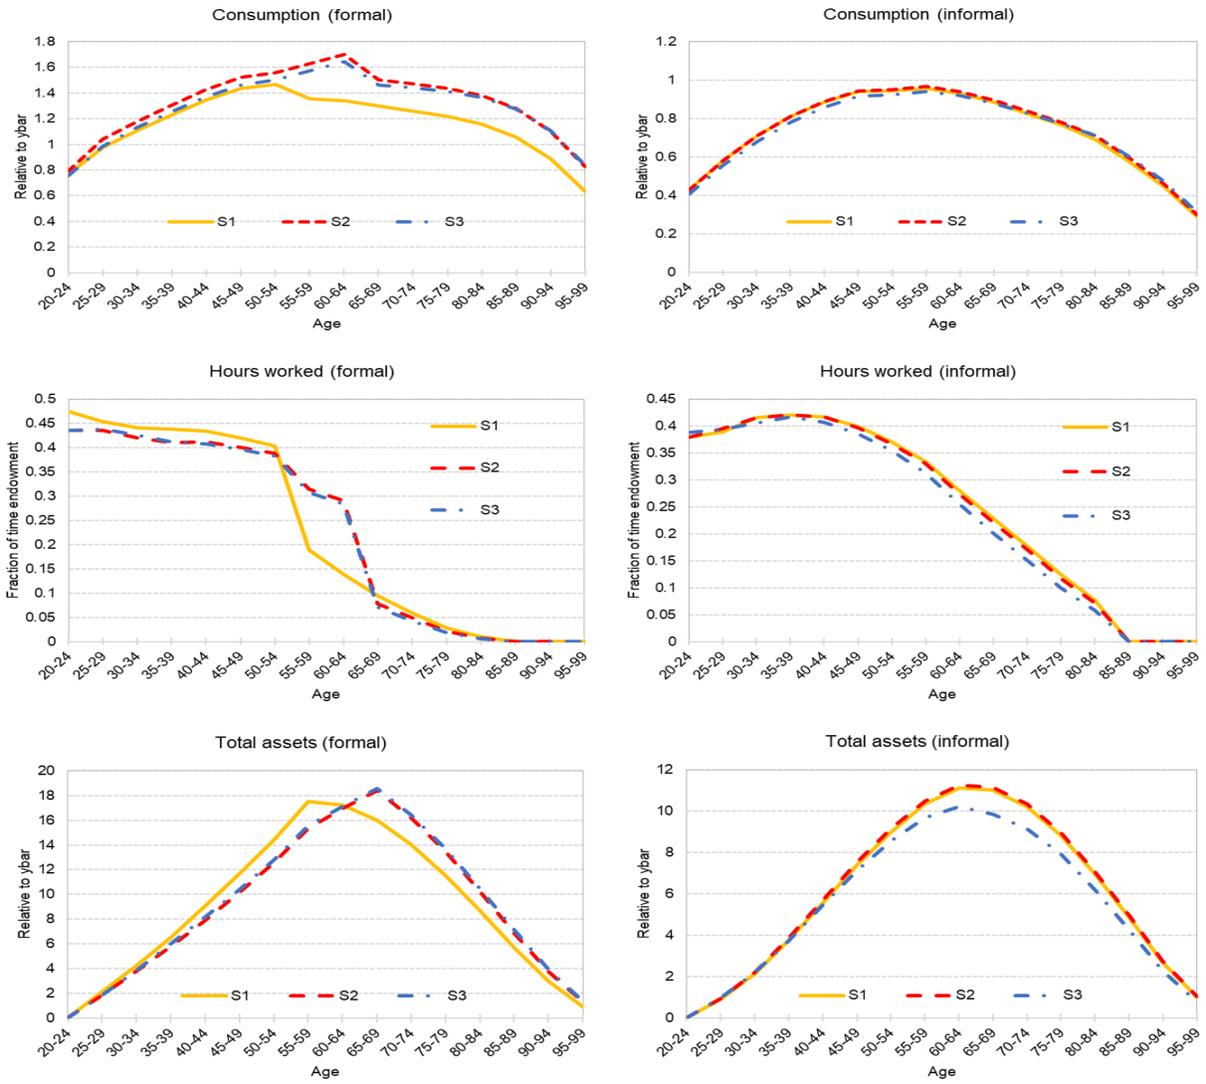 Consumption (formal)
1.8
1.6
1.4
1.2
1
0.8
0.6
0.4
0.2
0
Relative to ybar
S1 S2 S3
20-24 25-29 30-34 35-39 40-44 45-49 50-54 55-59 60-64 65-69 70-74 75-79 80-84 85-89 90-94 95-99
Age
Consumption (informal)
1.2
1
0.8
0.6
0.4
0.2
0
Relative to ybar
S1 S2 S3
20-24 25-29 30-34 35-39 40-44 45-49 50-54 55-59 60-64 65-69 70-74 75-79 80-84 85-89 90-94 95-99
Age
Hours worked (formal)
0.5
0.45
0.4
0.35
0.3
0.25
0.2
0.15
0.1
0.05
0
Fraction of time endowment
S1
S2
S3
20-24 25-29 30-34 35-39 40-44 45-49 50-54 55-59 60-64 65-69 70-74 75-79 80-84 85-89 90-94 95-99
Age
Hours worked (informal)
0.45
0.4
0.35
0.3
0.25
0.2
0.15
0.1
0.05
0
Fraction of time endowment
S1
S2
S3
20-24 25-29 30-34 35-39 40-44 45-49 50-54 55-59 60-64 65-69 70-74 75-79 80-84 85-89 90-94 95-99
Age
Total assets (formal)
20
18
16
14
12
10
8
6
4
2
0
Relative to ybar
S1 S2 S3
20-24 25-29 30-34 35-39 40-44 45-49 50-54 55-59 60-64 65-69 70-74 75-79 80-84 85-89 90-94 95-99
Age
Total assets (informal)
12
10
8
6
4
2
0
Relative to ybar
S1 S2 S3
20-24 25-29 30-34 35-39 40-44 45-49 50-54 55-59 60-64 65-69 70-74 75-79 80-84 85-89 90-94 95-99
Age